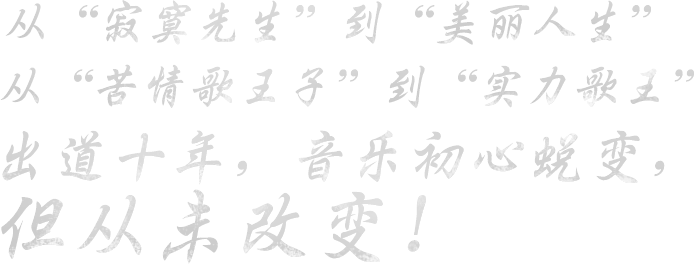 从“寂寞先生”到“美丽人生”
从“苦情歌王子”到“实力歌王”
出道十年，音乐初心蜕变，
但从未改变！